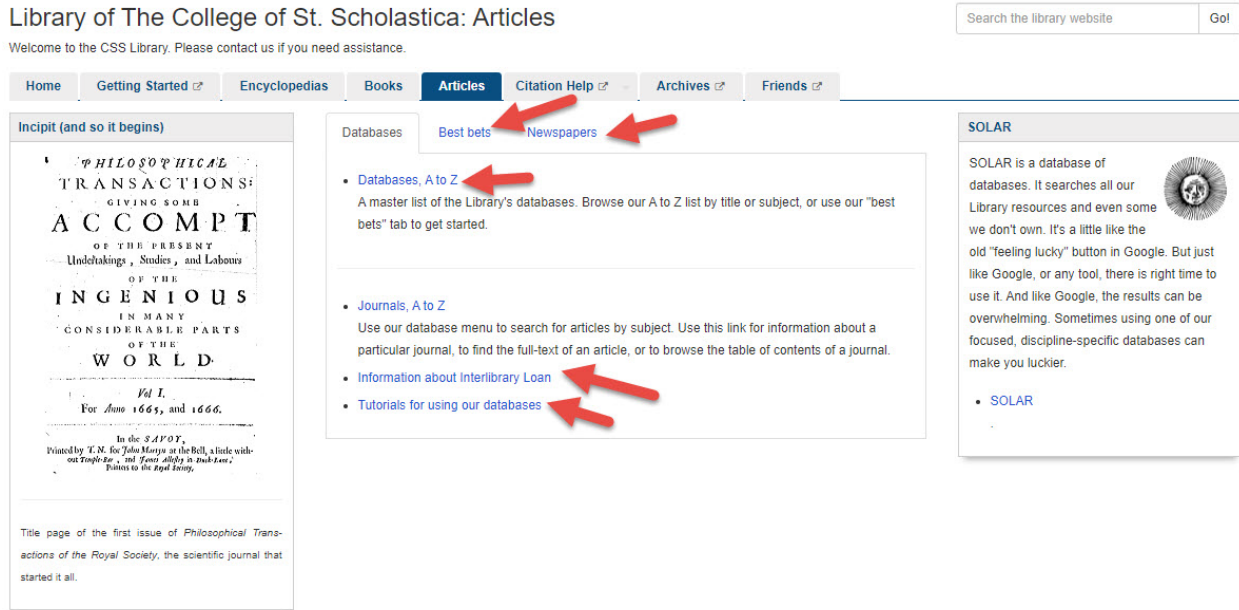 Library of The College of St. Scholastica: Articles
Search the library website
Go!
Welcome to the CSS Library. Please contact us if you need assistance.
Home
Getting Started
Encyclopedias
Books
Articles
Citation Help
Archives
Friends
Incipit (and so it begins)
PHILOSOPHICAL
TRANSACTIONS:
GIVING SOME
ACCOMPT
OF THE PRESENT
Undertakings, Studies, and Labours
OF THE
INGENIOUS
IN MANY
CONSIDERABLE PARTS
OF THE
WORLD
Vol I.
For Anno 1665, and 1666.
In the SAVOY,
Printed by T. N. for John Martyn at the Bell, a little with-
out Temple-Bar, and James Allestry in Duck-Lane,
Printers to the Royal Society.
Title page of the first issue of Philosophical Trans-
actions of the Royal Society, the scientific journal that
started it all.
Databases
Best bets
Newspapers
Databases, A to Z
A master list of the Library's databases. Browse our A to Z list by title or subject, or use our "best
bets" tab to get started.
Journals, A to Z
Use our database menu to search for articles by subject. Use this link for information about a
particular journal, to find the full-text of an article, or to browse the table of contents of a journal.
Information about Interlibrary Loan
Tutorials for using our databases
SOLAR
SOLAR is a database of
databases. It searches all our
Library resources and even some
we don't own. It's a little like the
old "feeling lucky" button in Google. But just
like Google, or any tool, there is right time to
use it. And like Google, the results can be
overwhelming. Sometimes using one of our
focused, discipline-specific databases can
make you luckier.
SOLAR
.